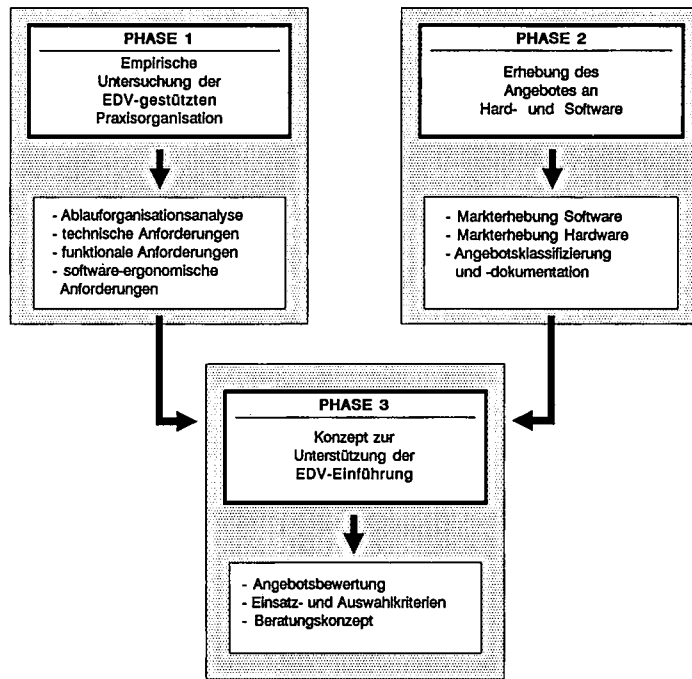 PHASE 1
Empirische
Untersuchung der
EDV-gestützten
Praxisorganisation
- Ablauforganisationsanalyse
- technische Anforderungen
- funktionale Anforderungen
- software-ergonomische
Anforderungen
PHASE 2
Erhebung des
Angebotes an
Hard- und Software
- Markterhebung Software
- Markterhebung Hardware
- Angebotsklassifizierung
und -dokumentation
PHASE 3
Konzept zur
Unterstützung der
EDV-Einführung
- Angebotsbewertung
- Einsatz- und Auswahlkriterien
- Beratungskonzept